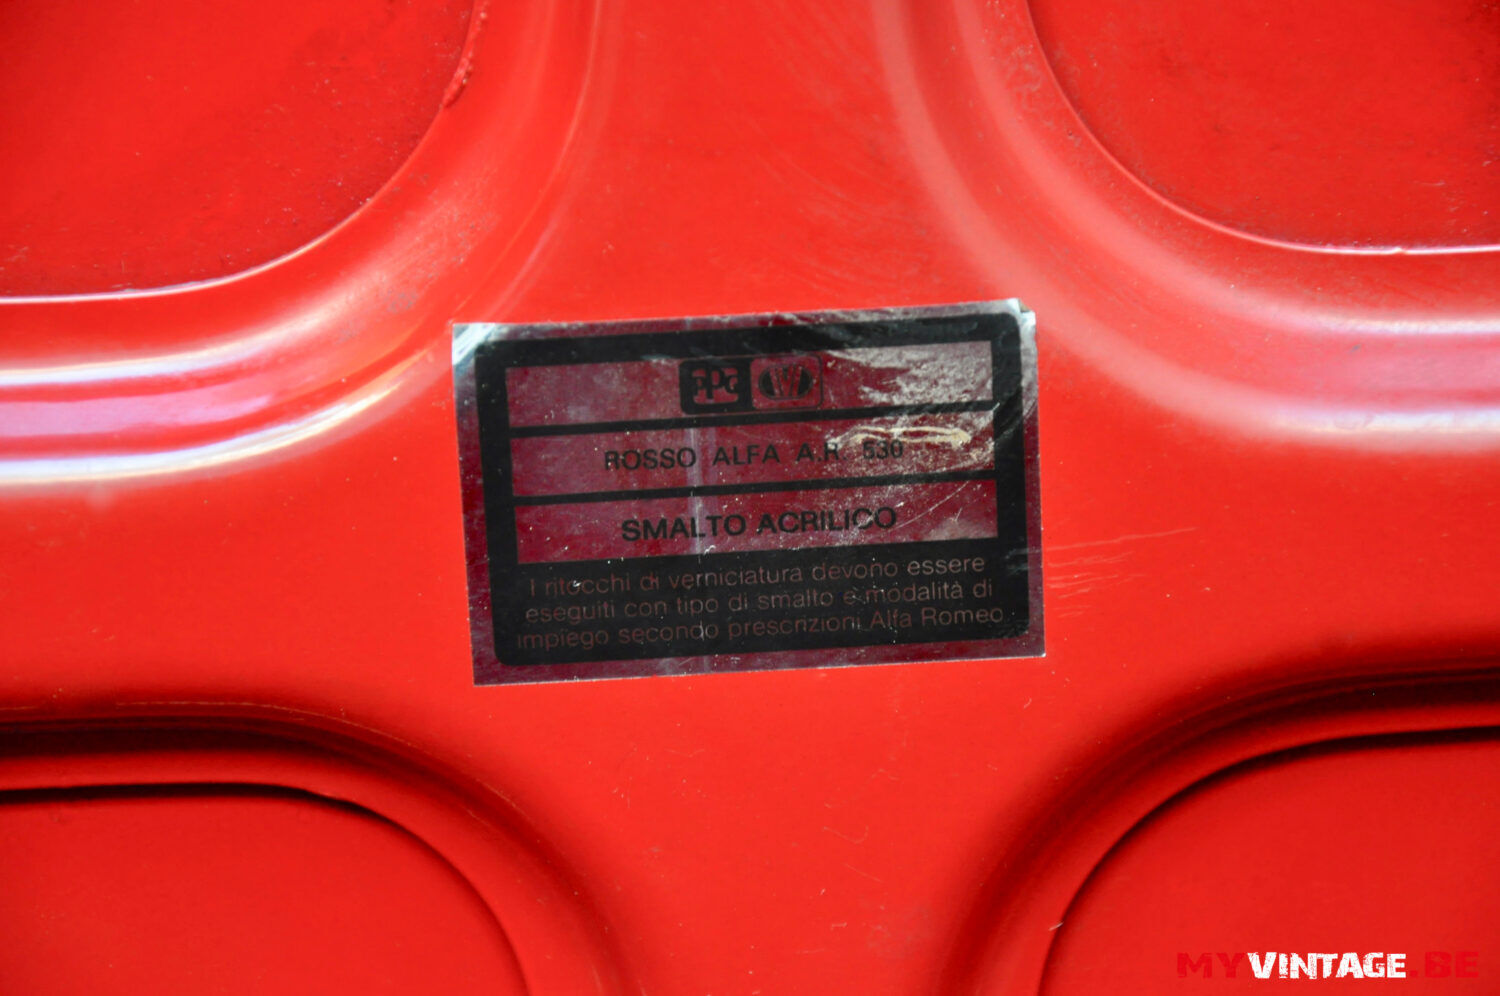 PPG
ROSSO ALFA A.R. 530
SMALTO ACRILICO
I ritocchi di verniciatura devono essere
eseguiti con tipo di smalto e modalità di
impiego secondo prescrizioni Alfa Romeo
MYVINTAGE.BE